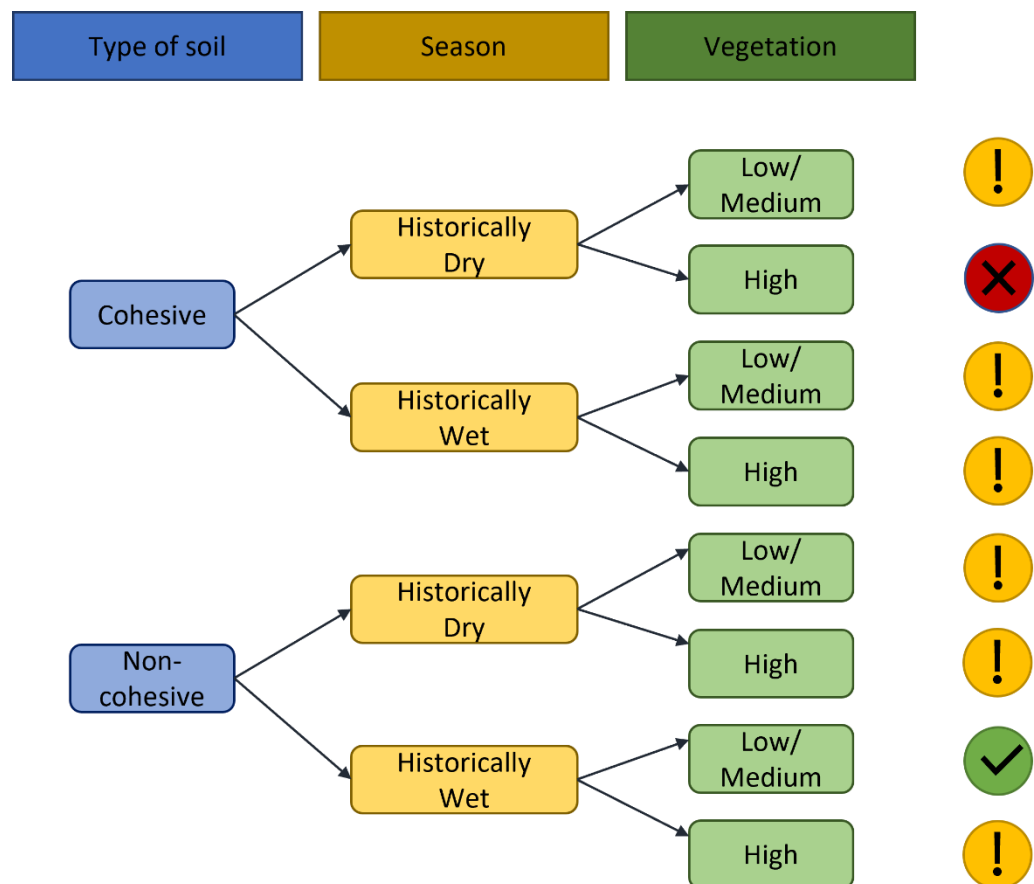 Type of soil
Season
Vegetation
Low/
Medium
!
Historically
Dry
High
Cohesive
Low/
Medium
!
Historically
Wet
High
!
Low/
Medium
!
Historically
Dry
High
!
Non-
cohesive
Low/
Medium
Historically
Wet
High
!